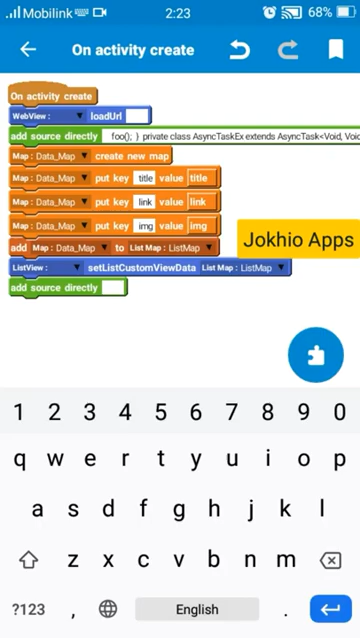 Mobilink 2:23 68%
On activity create
On activity create
WebView : loadUrl
add source directly foo(); } private class AsyncTaskEx extends AsyncTask<Void, Void
Map : Data_Map create new map
Map : Data_Map put key title value title
Map : Data_Map put key link value link
Map : Data_Map put key img value img
add Map : Data_Map to List Map : ListMap
Jokhio Apps
ListView : setListCustomViewData List Map : ListMap
add source directly
1 2 3 4 5 6 7 8 9 0
q w e r t y u i o p
a s d f g h j k l
z x c v b n m
?123 , English .